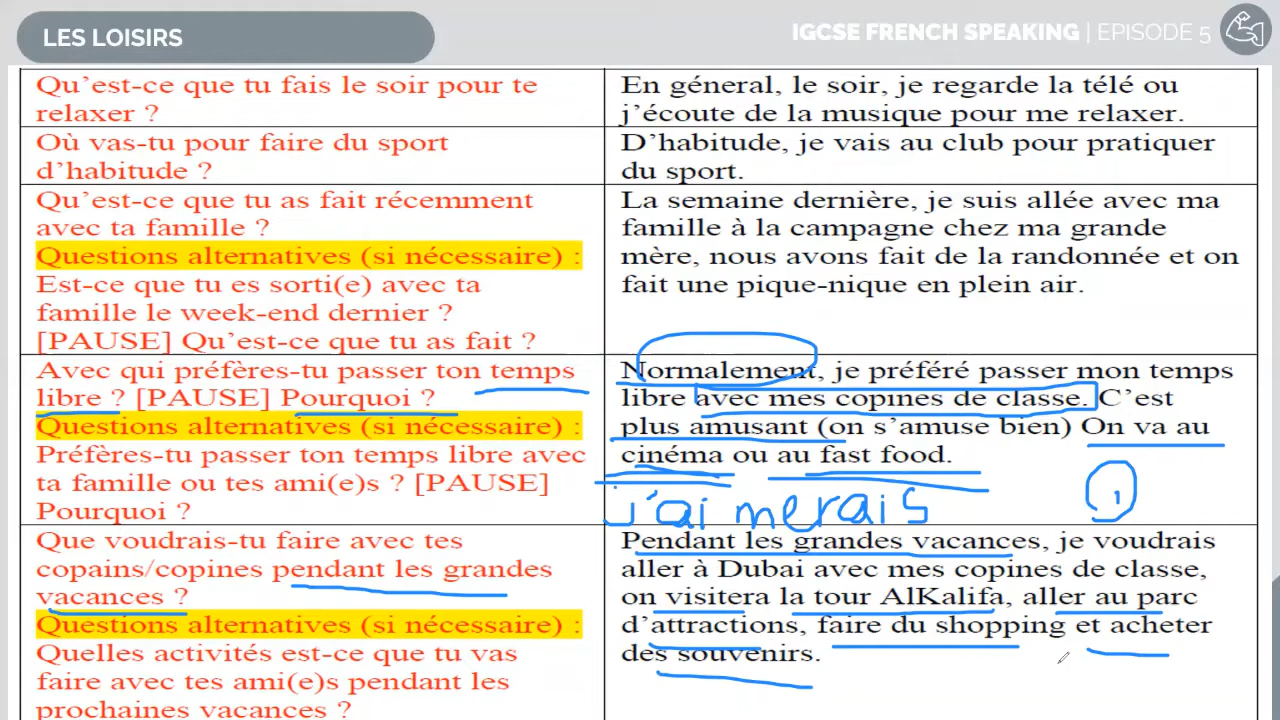 LES LOISIRS
IGCSE FRENCH SPEAKING | EPISODE 5
Qu'est-ce que tu fais le soir pour te
relaxer ?
En géneral, le soir, je regarde la télé ou
j'écoute de la musique pour me relaxer.
Où vas-tu pour faire du sport
d'habitude ?
D'habitude, je vais au club pour pratiquer
du sport.
Qu'est-ce que tu as fait récemment
avec ta famille ?
Questions alternatives (si nécessaire) :
Est-ce que tu es sorti(e) avec ta
famille le week-end dernier ?
[PAUSE] Qu'est-ce que tu as fait ?
La semaine dernière, je suis allée avec ma
famille à la campagne chez ma grande
mère, nous avons fait de la randonnée et on
fait une pique-nique en plein air.
Avec qui préfères-tu passer ton temps
libre ? [PAUSE] Pourquoi ?
Questions alternatives (si nécessaire) :
Préfères-tu passer ton temps libre avec
ta famille ou tes ami(e)s ? [PAUSE]
Pourquoi ?
Normalement, je préféré passer mon temps
libre avec mes copines de classe. C'est
plus amusant (on s'amuse bien) On va au
cinéma ou au fast food.
j'aimerais
Que voudrais-tu faire avec tes
copains/copines pendant les grandes
vacances ?
Questions alternatives (si nécessaire) :
Quelles activités est-ce que tu vas
faire avec tes ami(e)s pendant les
prochaines vacances ?
Pendant les grandes vacances, je voudrais
aller à Dubai avec mes copines de classe,
on visitera la tour AlKalifa, aller au parc
d'attractions, faire du shopping et acheter
des souvenirs.